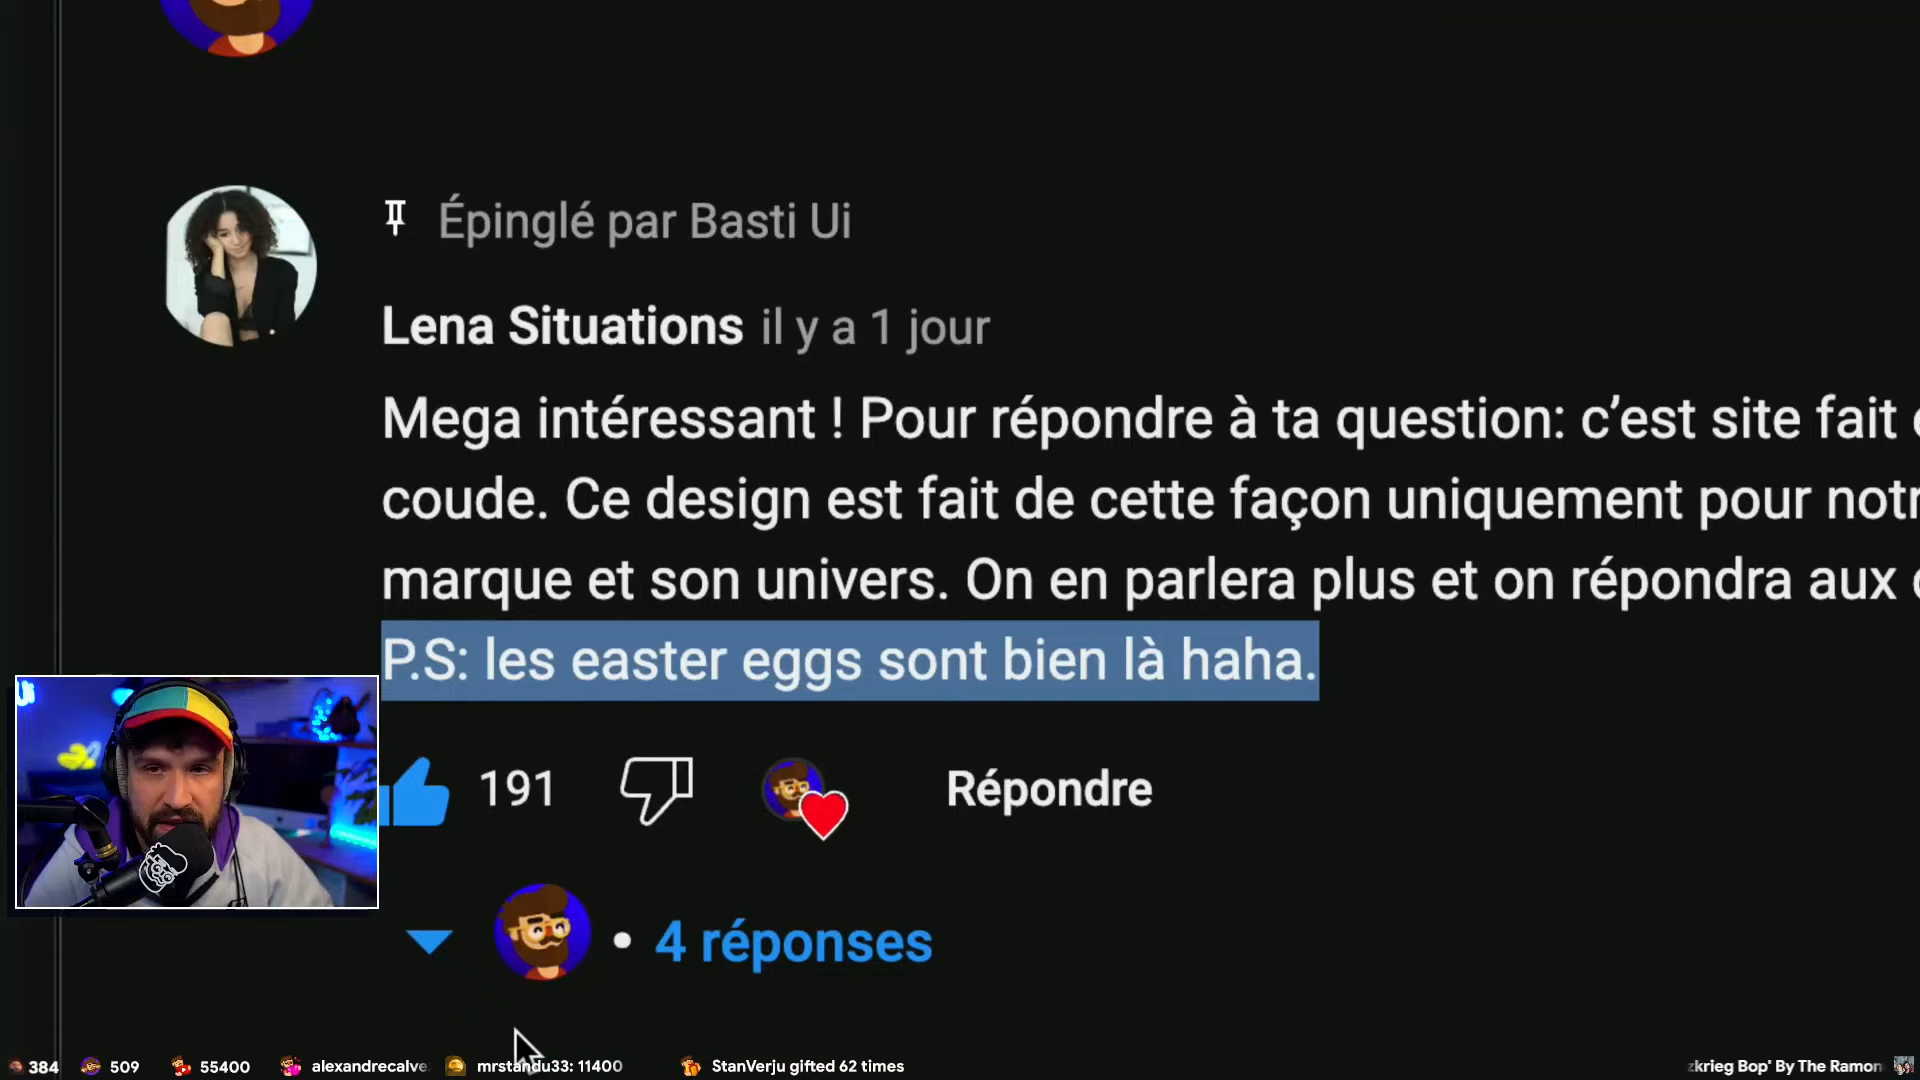 Épinglé par Basti Ui
Lena Situations il y a 1 jour
Mega intéressant ! Pour répondre à ta question: c’est site fait
coude. Ce design est fait de cette façon uniquement pour notr
marque et son univers. On en parlera plus et on répondra aux
P.S: les easter eggs sont bien là haha.
191 Répondre
4 réponses
384 509 55400 alexandrecalve mrstandu33: 11400 StanVerju gifted 62 times zkrieg Bop" By The Ramon